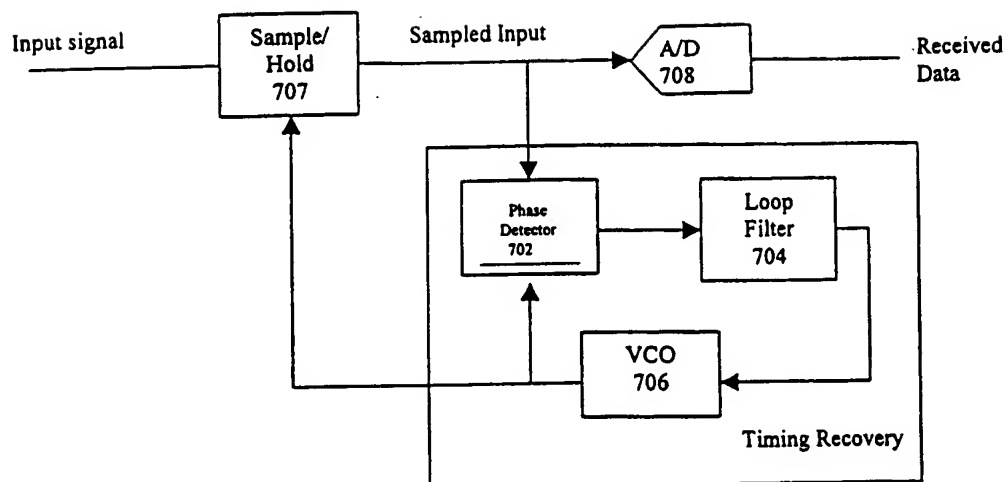 Input signal
Sample/
Hold
707
Sampled Input
A/D
708
Received
Data
Phase
Detector
702
Loop
Filter
704
VCO
706
Timing Recovery